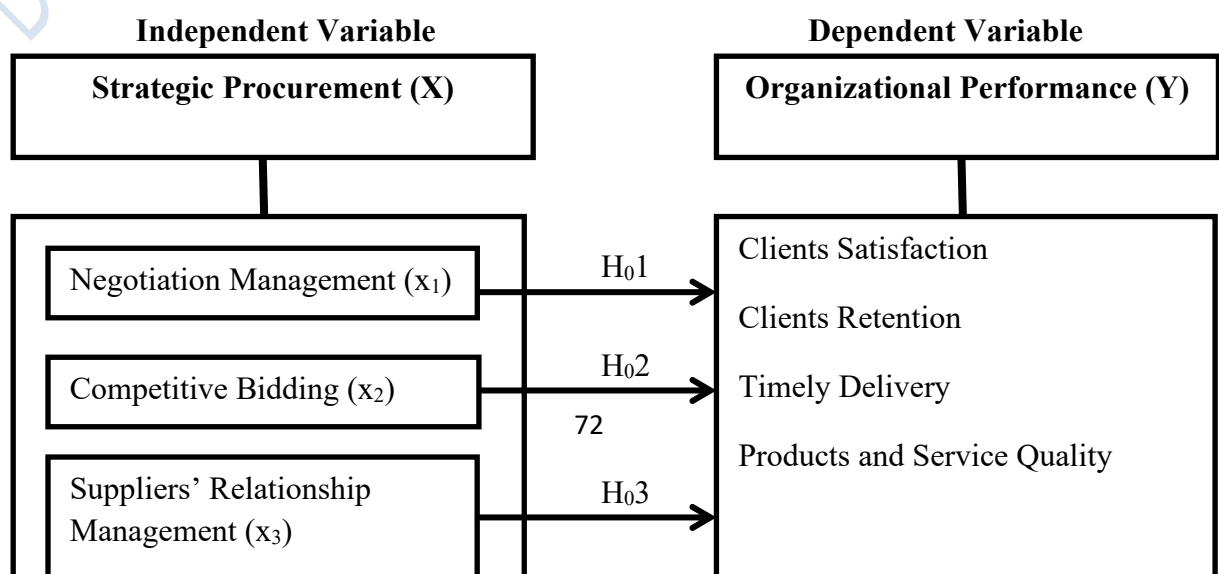 Independent Variable
Dependent Variable
Strategic Procurement (X)
Organizational Performance (Y)
Negotiation Management (x₁)
H₀1
Clients Satisfaction
Clients Retention
Competitive Bidding (x₂)
H₀2
Timely Delivery
72
Products and Service Quality
Suppliers’ Relationship
Management (x₃)
H₀3